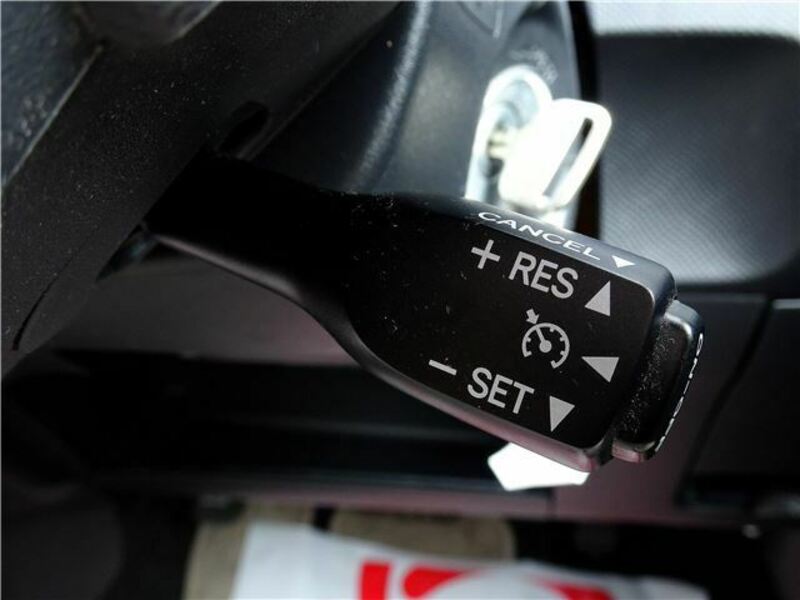 CANCEL ▼
+ RES ▲
◀
− SET ▼